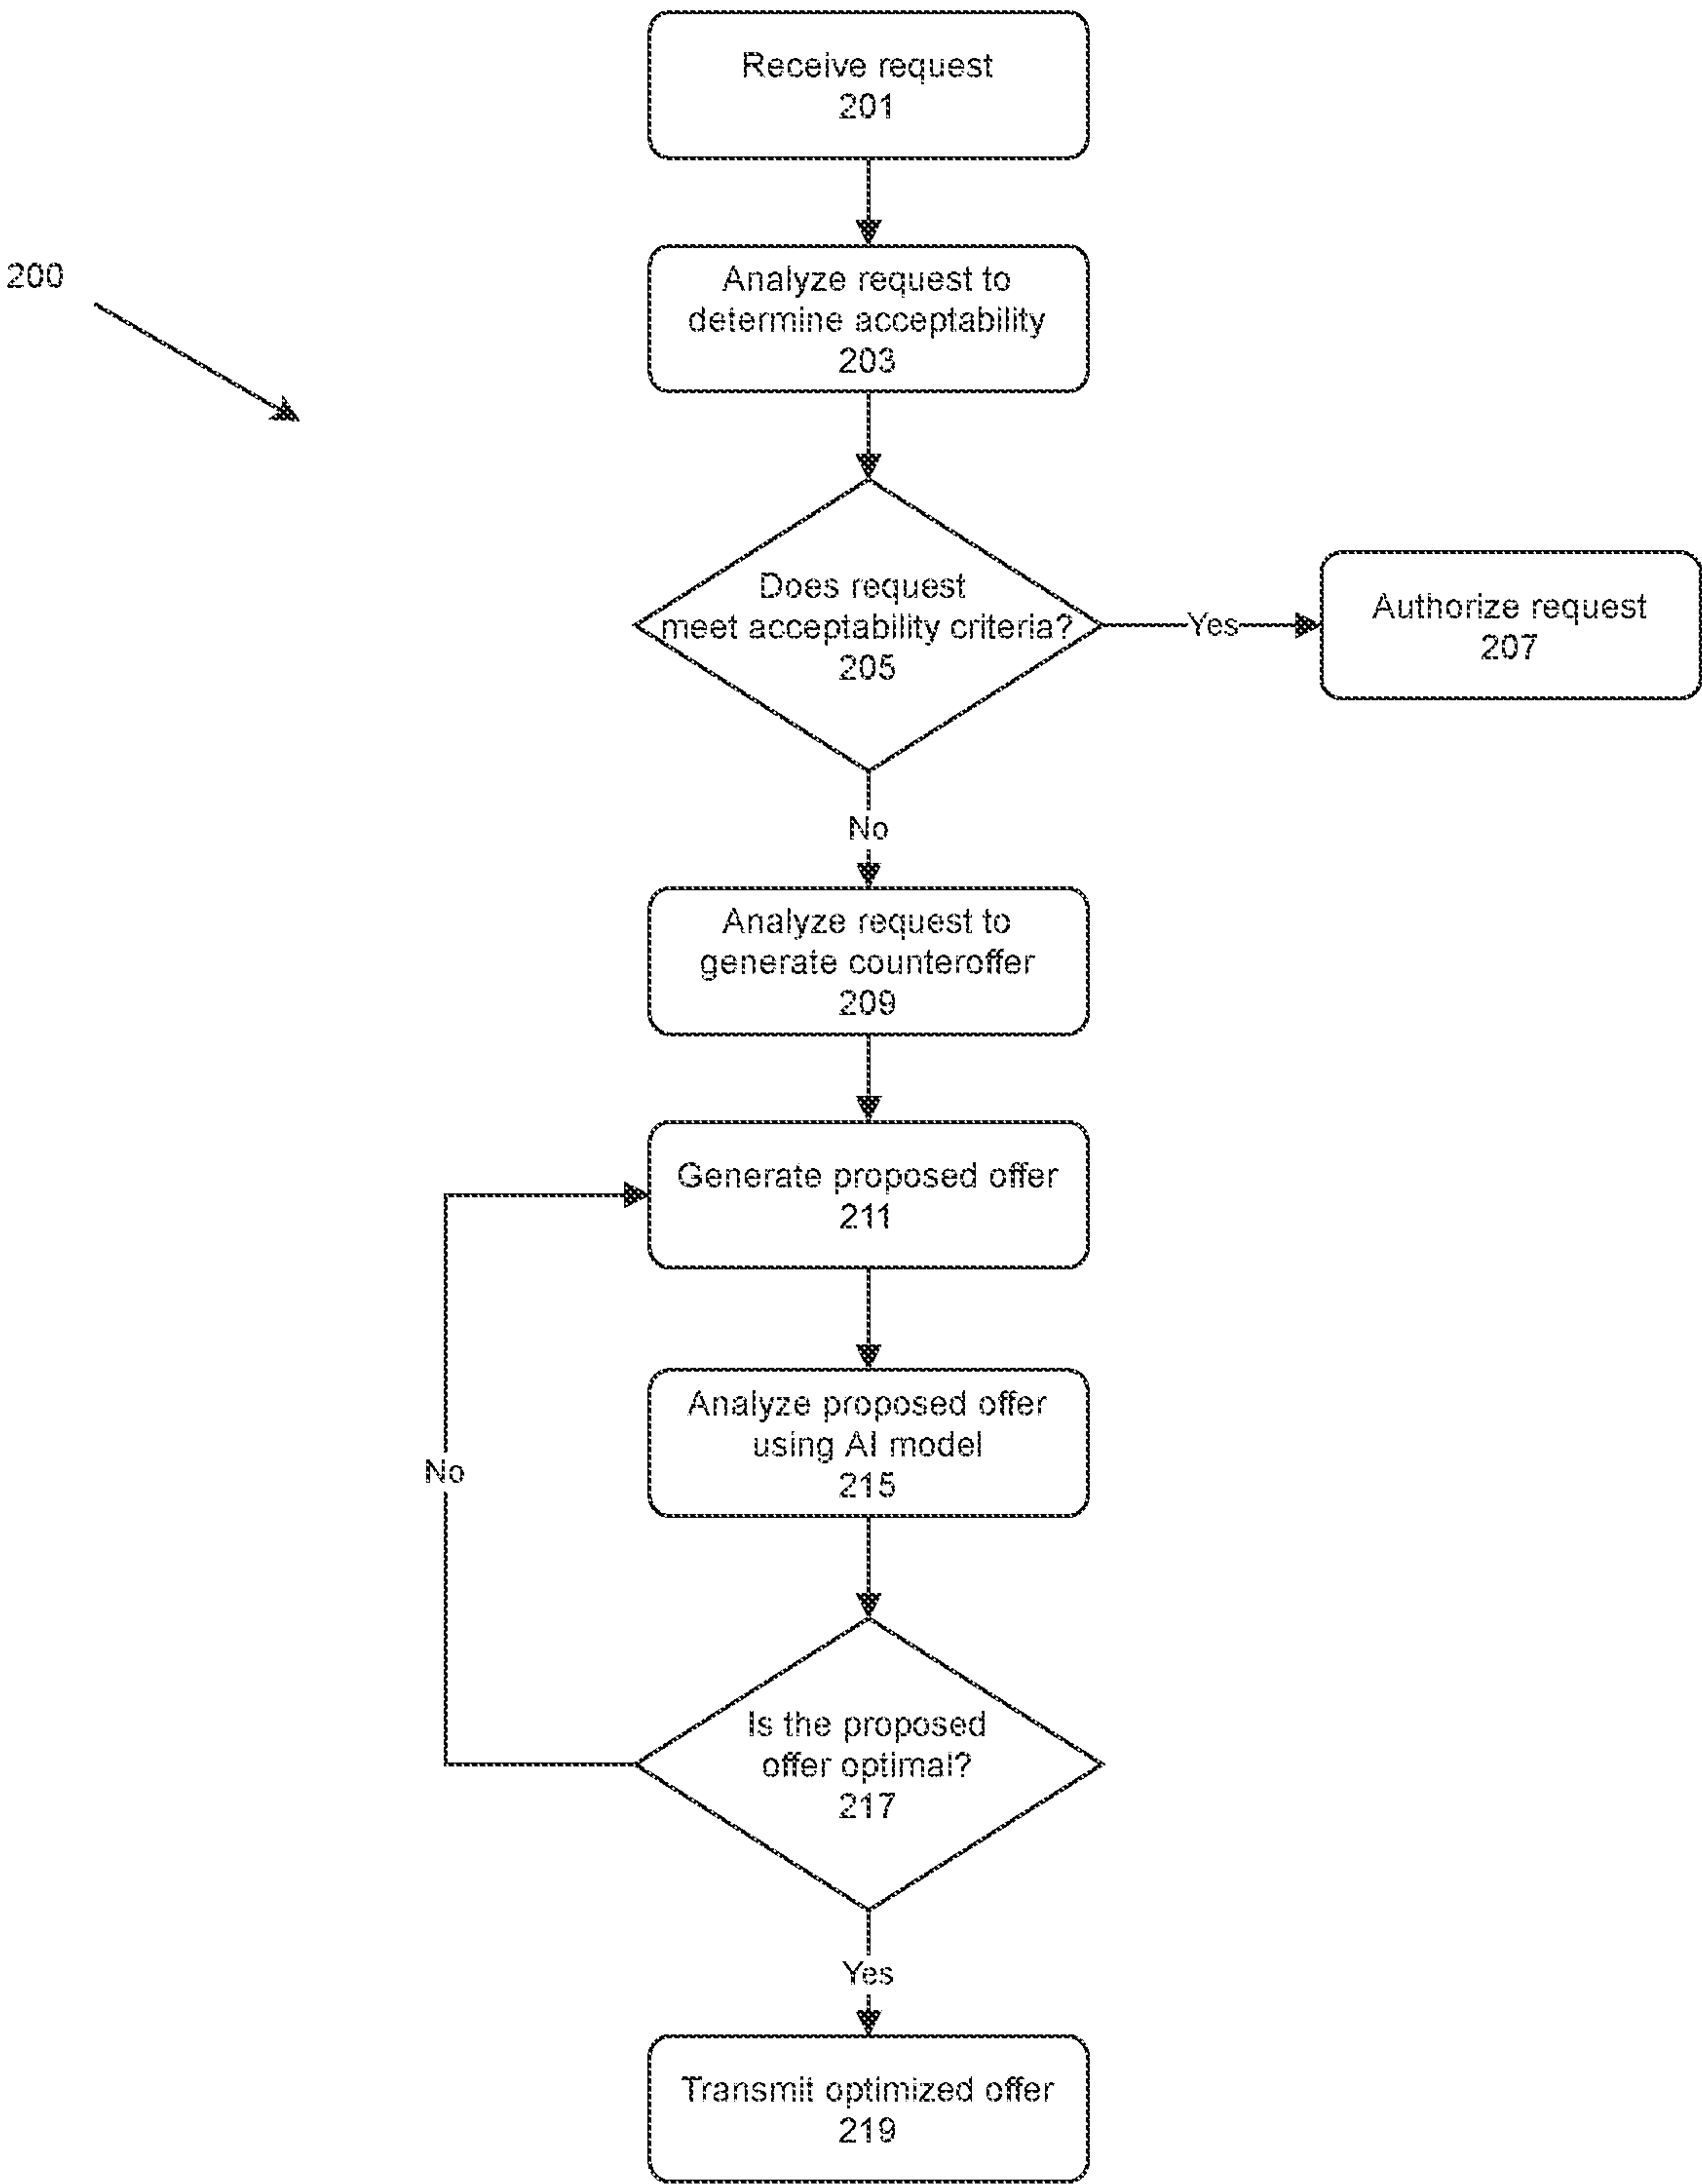 Receive request
201
200
Analyze request to
determine acceptability
203
Does request
meet acceptability criteria?
205
Yes
Authorize request
207
No
Analyze request to
generate counteroffer
209
Generate proposed offer
211
Analyze proposed offer
using AI model
215
No
Is the proposed
offer optimal?
217
Yes
Transmit optimized offer
219